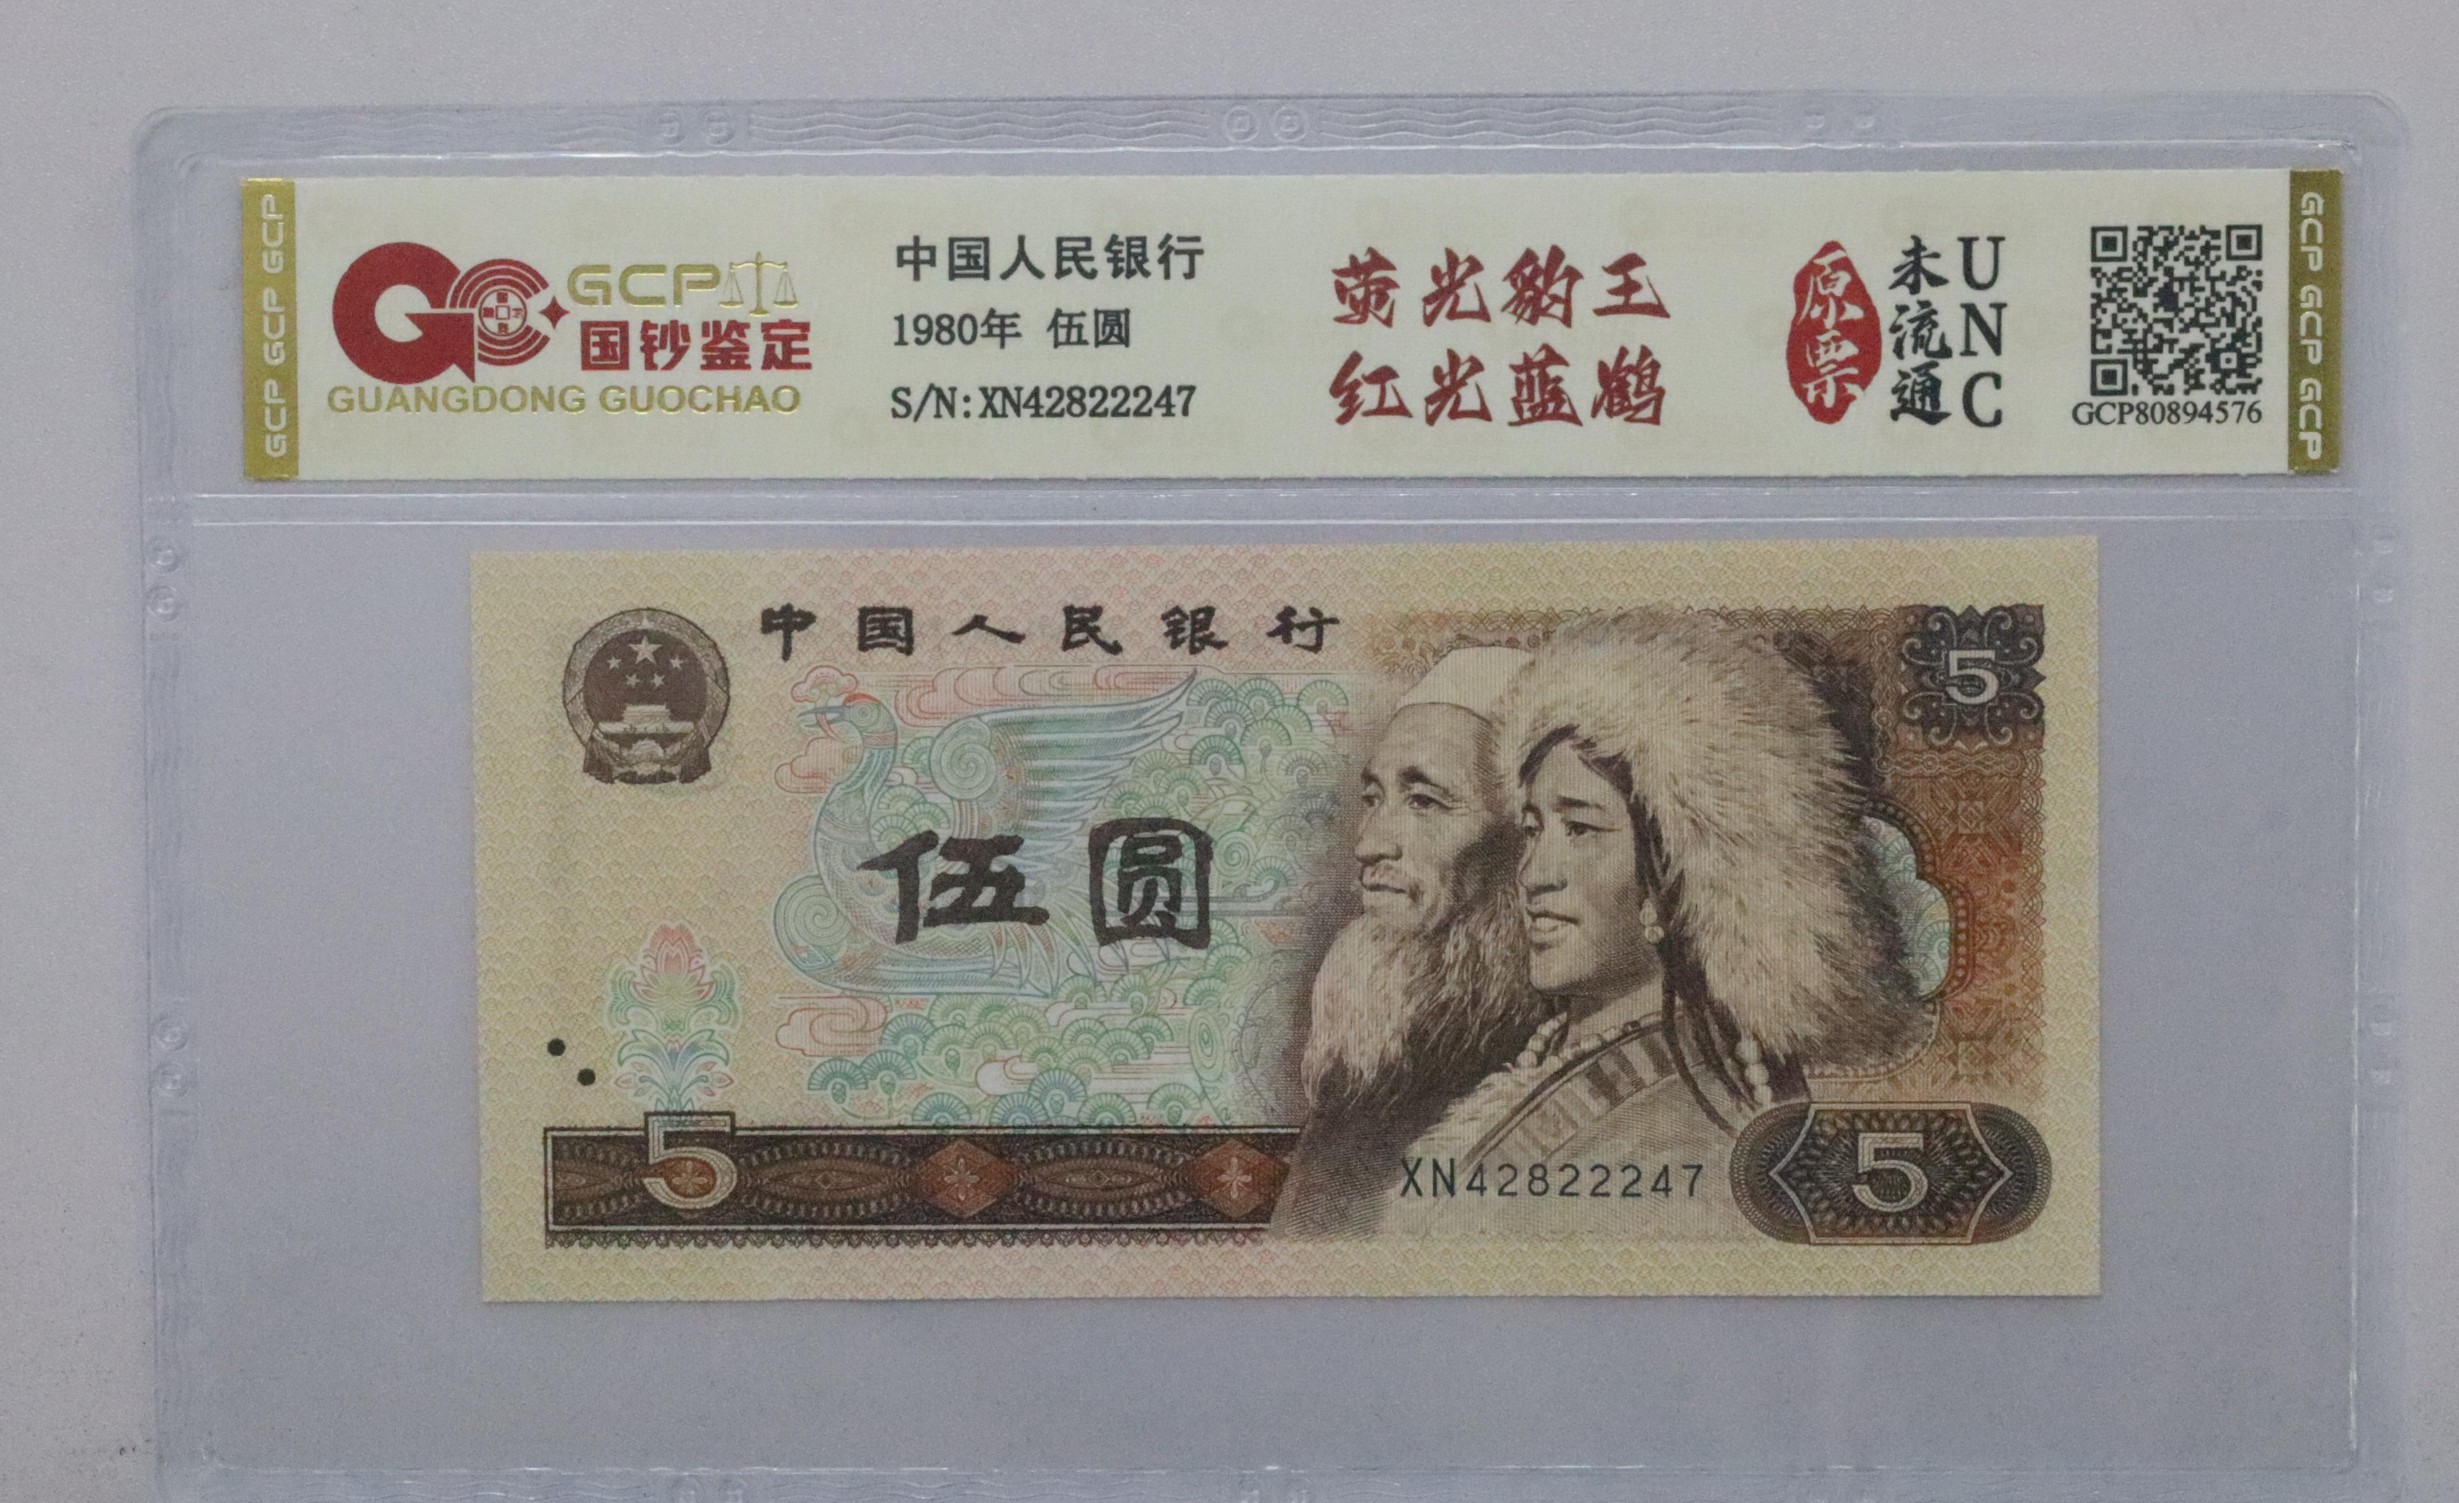 GCP GCP GCP
GCP
国钞鉴定
GUANGDONG GUOCHAO
中国人民银行
1980年 伍圆
S/N:XN42822247
荧光豹王
红光蓝鹤
原票
未流通
UNC
GCP80894576
GCP GCP GCP
中国人民银行
5
伍圆
5
XN42822247
5